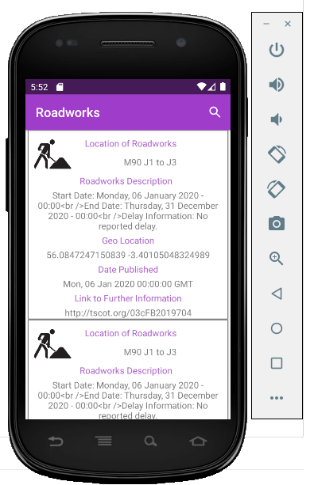 5:52
Roadworks
Location of Roadworks
M90 J1 to J3
Roadworks Description
Start Date: Monday, 06 January 2020 -
00:00<br />End Date: Thursday, 31 December
2020 - 00:00<br />Delay Information: No
reported delay.
Geo Location
56.0847247150839 -3.40105048324989
Date Published
Mon, 06 Jan 2020 00:00:00 GMT
Link to Further Information
http://tscot.org/03cFB2019704
Location of Roadworks
M90 J1 to J3
Roadworks Description
Start Date: Monday, 06 January 2020 -
00:00<br />End Date: Thursday, 31 December
2020 - 00:00<br />Delay Information: No
reported delay.